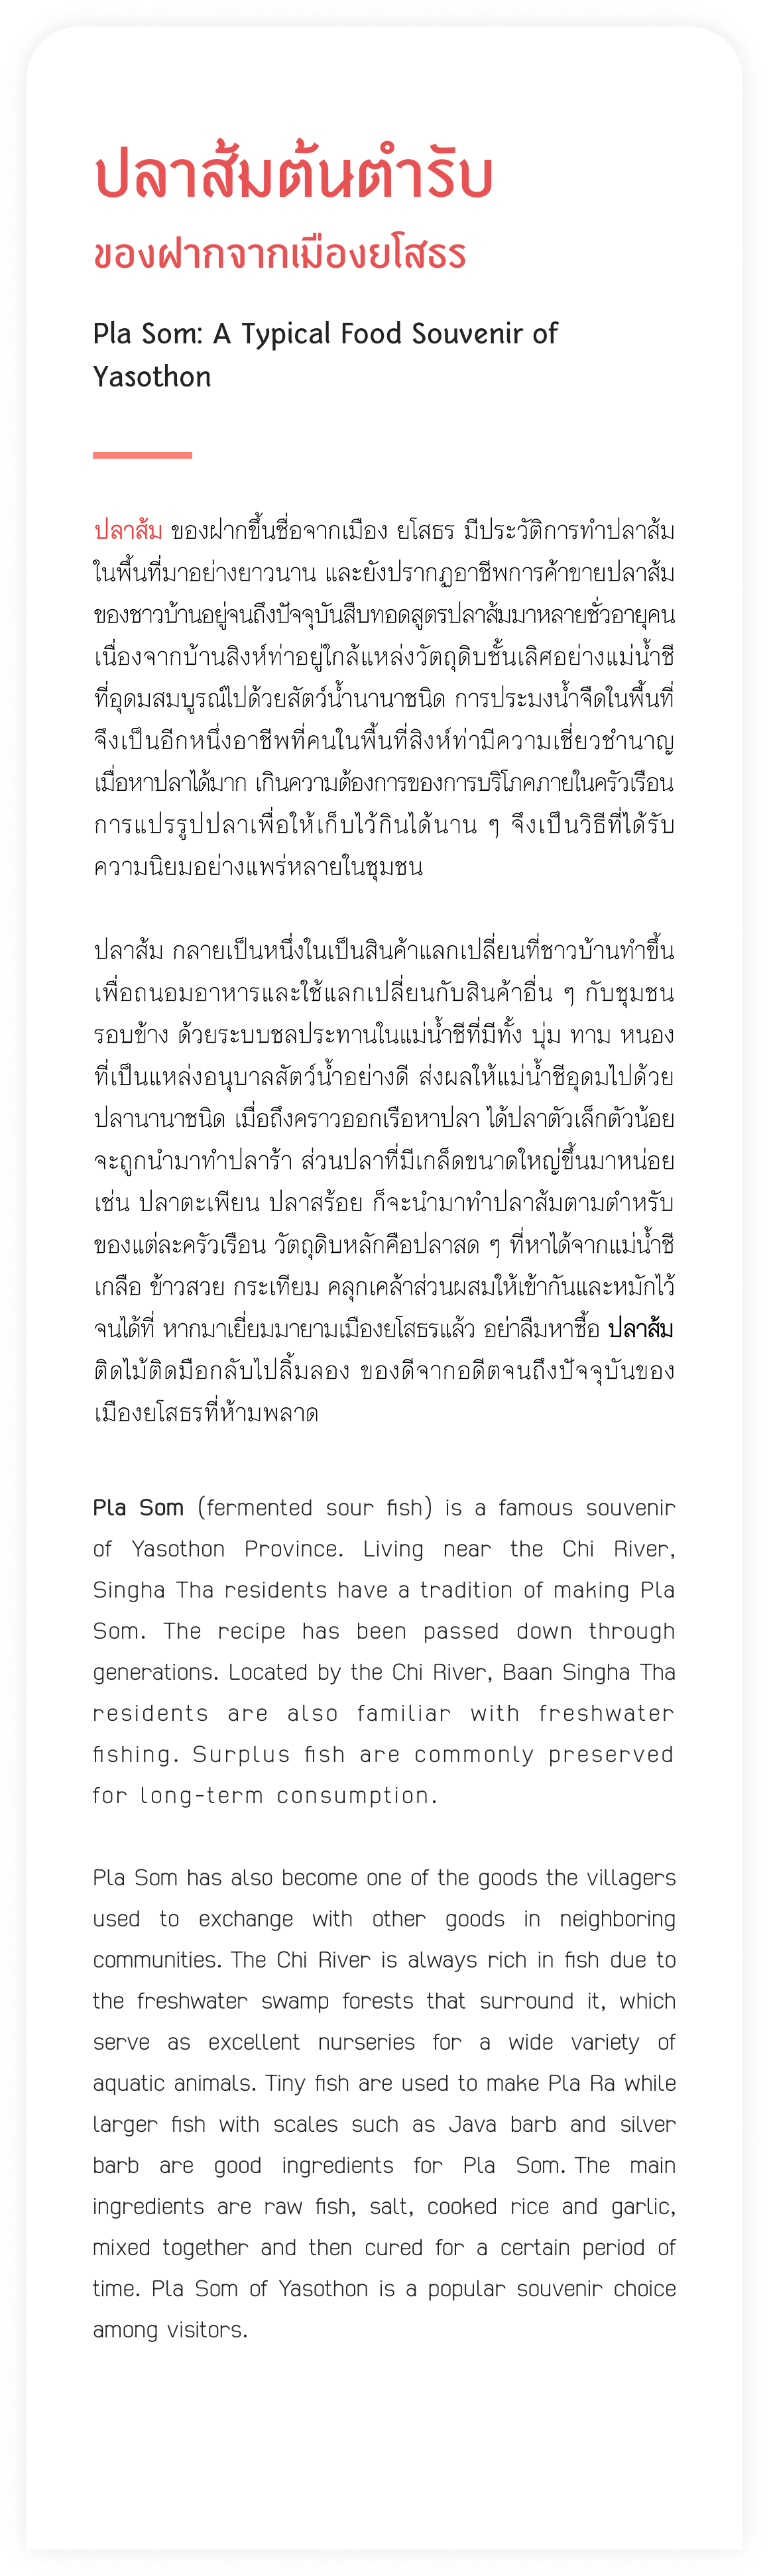 ปลาส้มต้นตำรับ
ของฝากจากเมืองยโสธร
Pla Som: A Typical Food Souvenir of
Yasothon
ปลาส้ม ของฝากขึ้นชื่อจากเมือง ยโสธร มีประวัติการทำปลาส้ม
ในพื้นที่มาอย่างยาวนาน และยังปรากฏอาชีพการค้าขายปลาส้ม
ของชาวบ้านอยู่จนถึงปัจจุบันสืบทอดสูตรปลาส้มมาหลายชั่วอายุคน
เนื่องจากบ้านสิงห์ท่าอยู่ใกล้แหล่งวัตถุดิบชั้นเลิศอย่างแม่น้ำชี
ที่อุดมสมบูรณ์ไปด้วยสัตว์น้ำนานาชนิด การประมงน้ำจืดในพื้นที่
จึงเป็นอีกหนึ่งอาชีพที่คนในพื้นที่สิงห์ท่ามีความเชี่ยวชำนาญ
เมื่อหาปลาได้มาก เกินความต้องการของการบริโภคภายในครัวเรือน
การแปรรูปปลาเพื่อให้เก็บไว้กินได้นาน ๆ จึงเป็นวิธีที่ได้รับ
ความนิยมอย่างแพร่หลายในชุมชน
ปลาส้ม กลายเป็นหนึ่งในเป็นสินค้าแลกเปลี่ยนที่ชาวบ้านทำขึ้น
เพื่อถนอมอาหารและใช้แลกเปลี่ยนกับสินค้าอื่น ๆ กับชุมชน
รอบข้าง ด้วยระบบชลประทานในแม่น้ำชีที่มีทั้ง บุ่ม ทาม หนอง
ที่เป็นแหล่งอนุบาลสัตว์น้ำอย่างดี ส่งผลให้แม่น้ำชีอุดมไปด้วย
ปลานานาชนิด เมื่อถึงคราวออกเรือหาปลา ได้ปลาตัวเล็กตัวน้อย
จะถูกนำมาทำปลาร้า ส่วนปลาที่มีเกล็ดขนาดใหญ่ขึ้นมาหน่อย
เช่น ปลาตะเพียน ปลาสร้อย ก็จะนำมาทำปลาส้มตามตำหรับ
ของแต่ละครัวเรือน วัตถุดิบหลักคือปลาสด ๆ ที่หาได้จากแม่น้ำชี
เกลือ ข้าวสวย กระเทียม คลุกเคล้าส่วนผสมให้เข้ากันและหมักไว้
จนได้ที่ หากมาเยี่ยมมายามเมืองยโสธรแล้ว อย่าลืมหาซื้อ ปลาส้ม
ติดไม้ติดมือกลับไปลิ้มลอง ของดีจากอดีตจนถึงปัจจุบันของ
เมืองยโสธรที่ห้ามพลาด
Pla Som (fermented sour fish) is a famous souvenir
of Yasothon Province. Living near the Chi River,
Singha Tha residents have a tradition of making Pla
Som. The recipe has been passed down through
generations. Located by the Chi River, Baan Singha Tha
residents are also familiar with freshwater
fishing. Surplus fish are commonly preserved
for long-term consumption.
Pla Som has also become one of the goods the villagers
used to exchange with other goods in neighboring
communities. The Chi River is always rich in fish due to
the freshwater swamp forests that surround it, which
serve as excellent nurseries for a wide variety of
aquatic animals. Tiny fish are used to make Pla Ra while
larger fish with scales such as Java barb and silver
barb are good ingredients for Pla Som. The main
ingredients are raw fish, salt, cooked rice and garlic,
mixed together and then cured for a certain period of
time. Pla Som of Yasothon is a popular souvenir choice
among visitors.